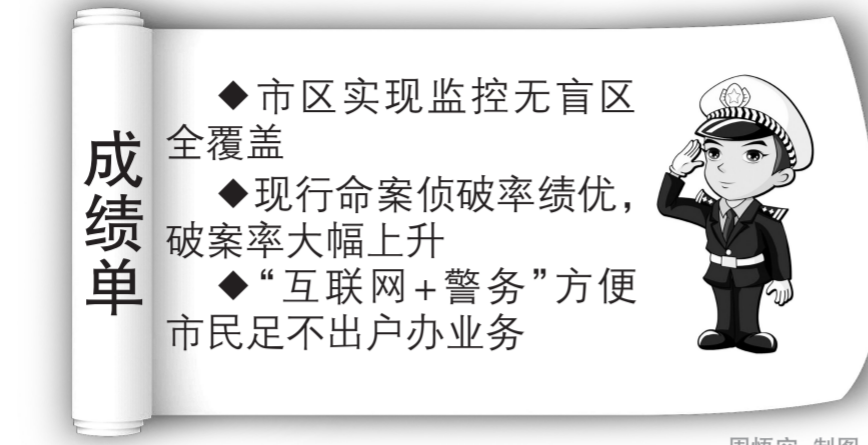 成绩单
◆市区实现监控无盲区
全覆盖
◆现行命案侦破率绩优，
破案率大幅上升
◆“互联网+警务”方便
市民足不出户办业务